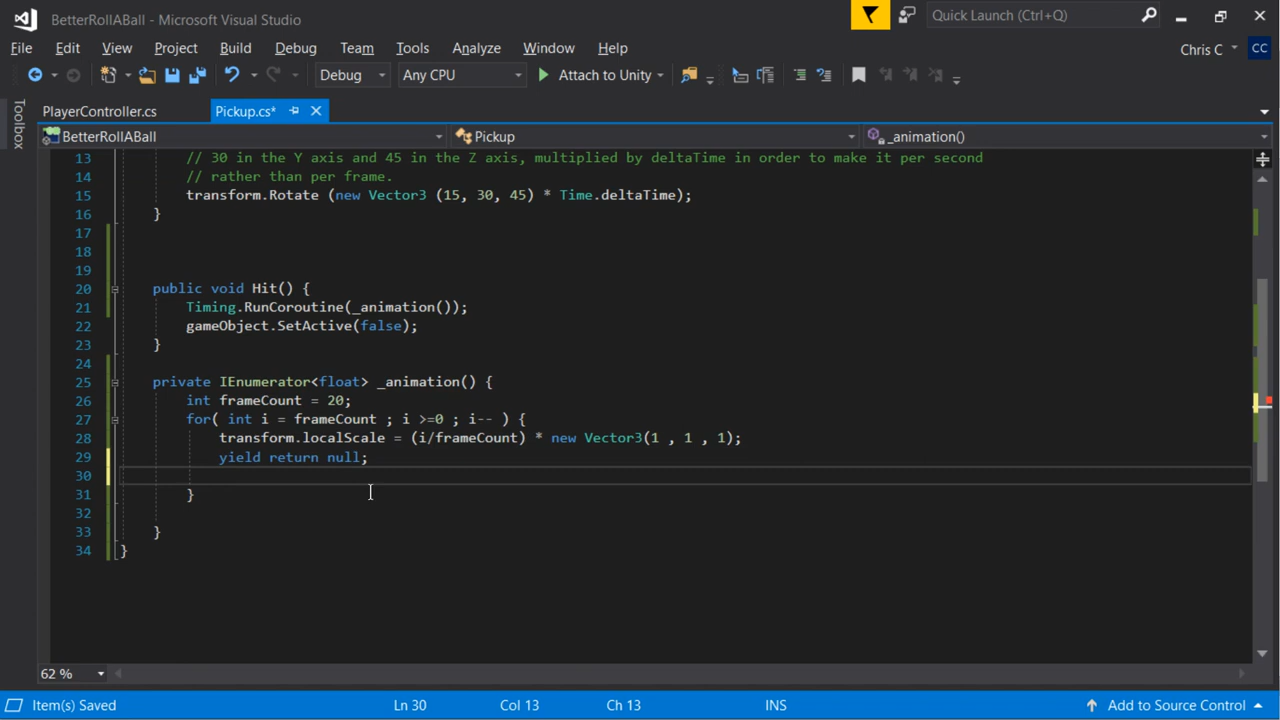 BetterRollABall - Microsoft Visual Studio
Quick Launch (Ctrl+Q)
File Edit View Project Build Debug Team Tools Analyze Window Help
Chris C CC
Debug Any CPU Attach to Unity
Toolbox
PlayerController.cs Pickup.cs*
BetterRollABall Pickup _animation()
13 // 30 in the Y axis and 45 in the Z axis, multiplied by deltaTime in order to make it per second
14 // rather than per frame.
15 transform.Rotate (new Vector3 (15, 30, 45) * Time.deltaTime);
16 }
17
18
19
20 public void Hit() {
21 Timing.RunCoroutine(_animation());
22 gameObject.SetActive(false);
23 }
24
25 private IEnumerator<float> _animation() {
26 int frameCount = 20;
27 for( int i = frameCount ; i >=0 ; i-- ) {
28 transform.localScale = (i/frameCount) * new Vector3(1 , 1 , 1);
29 yield return null;
30
31 }
32
33 }
34 }
62 %
Item(s) Saved Ln 30 Col 13 Ch 13 INS Add to Source Control